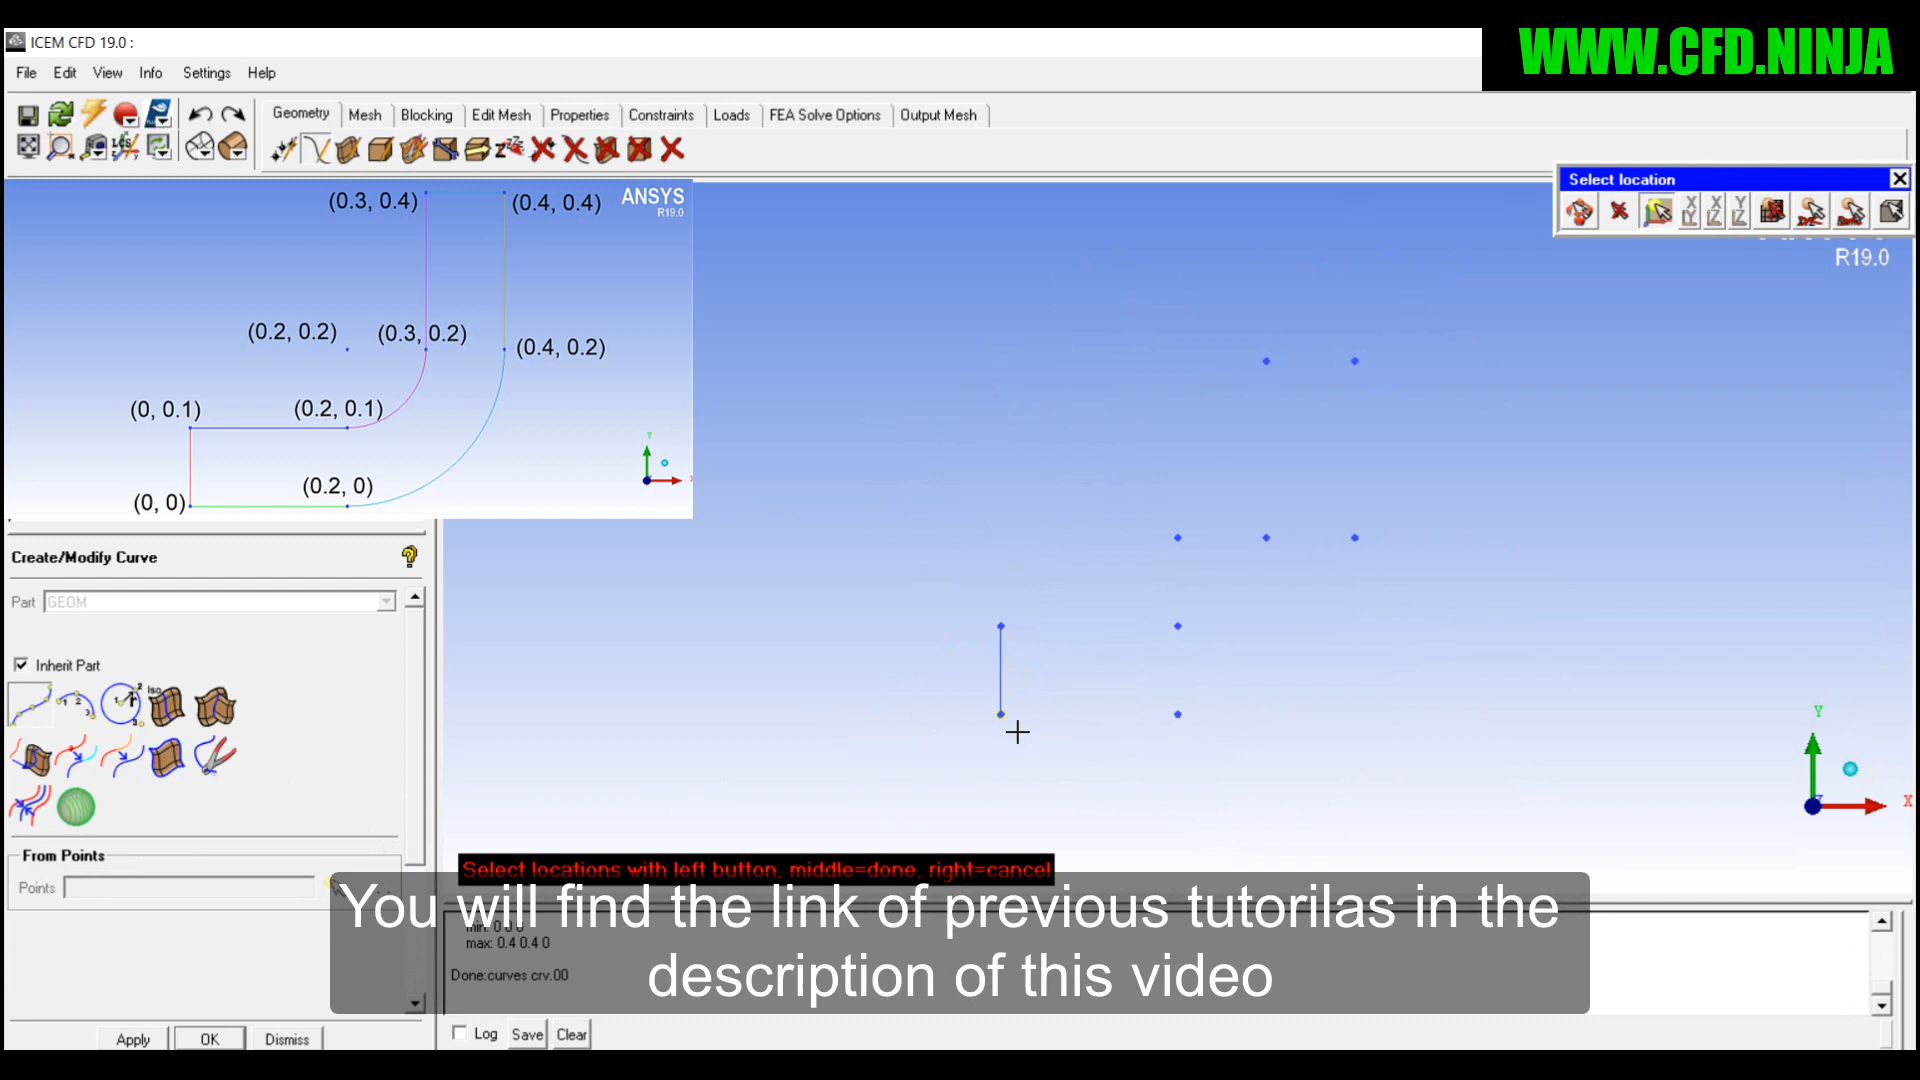 ICEM CFD 19.0 :
WWW.CFD.NINJA
File Edit View Info Settings Help
Geometry Mesh Blocking Edit Mesh Properties Constraints Loads FEA Solve Options Output Mesh
Select location
R19.0
ANSYS
R19.0
(0.3, 0.4)
(0.4, 0.4)
(0.2, 0.2)
(0.3, 0.2)
(0.4, 0.2)
(0, 0.1)
(0.2, 0.1)
(0.2, 0)
(0, 0)
Y
Create/Modify Curve
Part GEOM
Inherit Part
From Points
Points
Y
X
Select locations with left button, middle=done, right=cancel
You will find the link of previous tutorilas in the
description of this video
min: 0 0 0
max: 0.4 0.4 0
Done:curves crv.00
Apply OK Dismiss
Log Save Clear